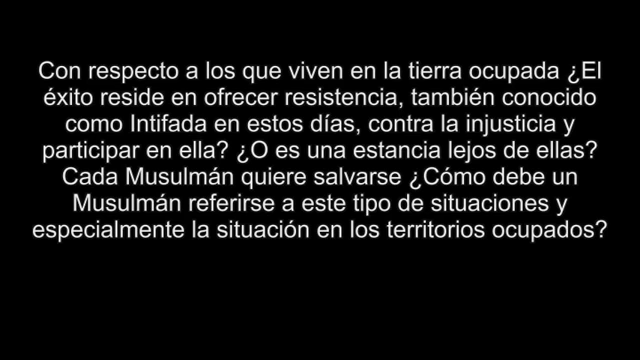 Con respecto a los que viven en la tierra ocupada ¿El
éxito reside en ofrecer resistencia, también conocido
como Intifada en estos días, contra la injusticia y
participar en ella? ¿O es una estancia lejos de ellas?
Cada Musulmán quiere salvarse ¿Cómo debe un
Musulmán referirse a este tipo de situaciones y
especialmente la situación en los territorios ocupados?